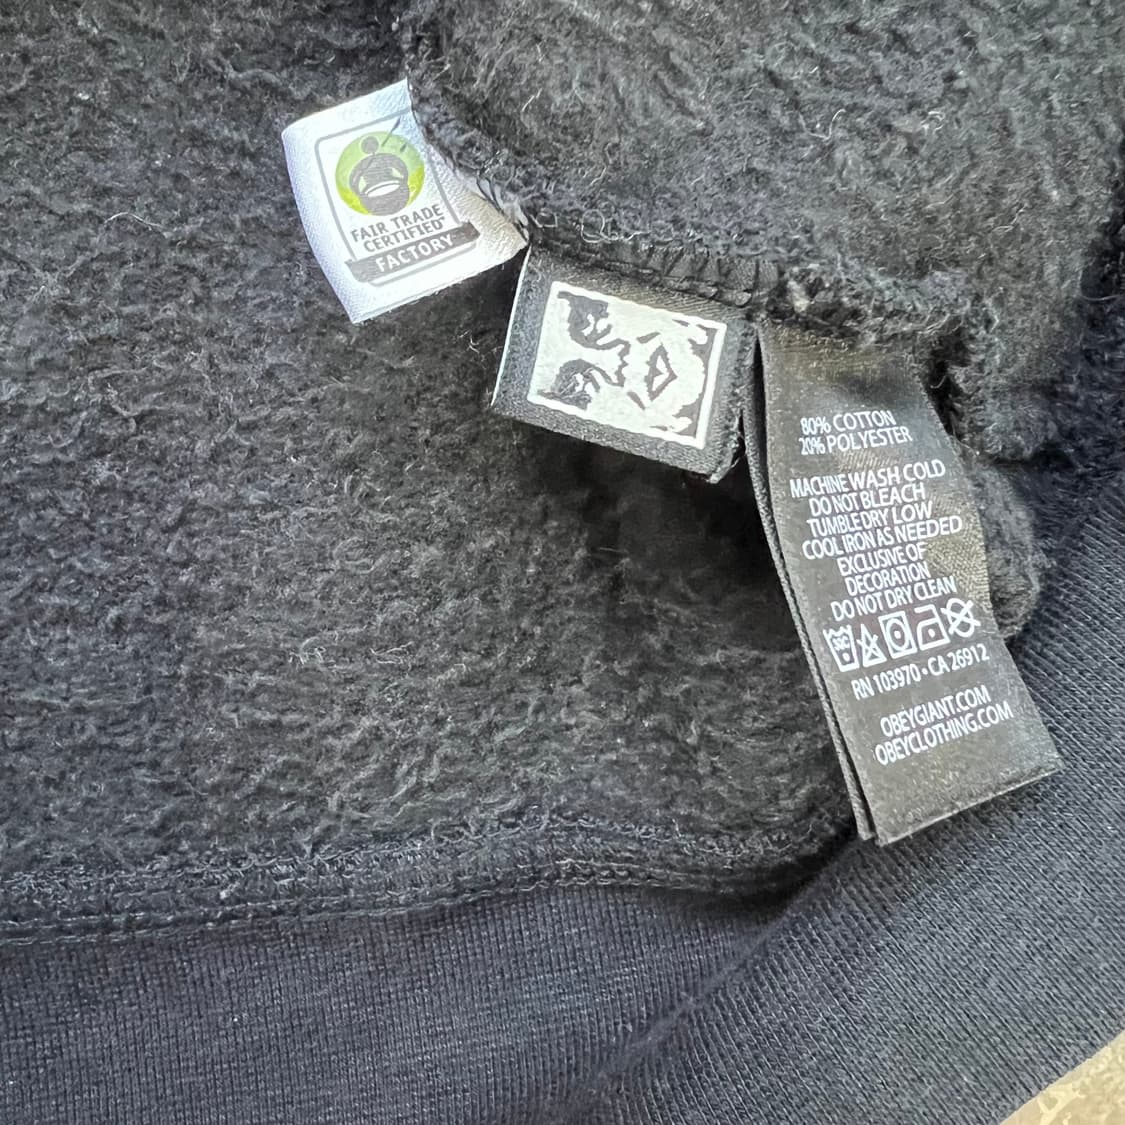 FAIR TRADE
CERTIFIED
FACTORY
80% COTTON
20% POLYESTER
MACHINE WASH COLD
DO NOT BLEACH
TUMBLE DRY LOW
COOL IRON AS NEEDED
EXCLUSIVE OF
DECORATION
DO NOT DRY CLEAN
30C
RN 103970 • CA 26912
OBEYGIANT.COM
OBEYCLOTHING.COM